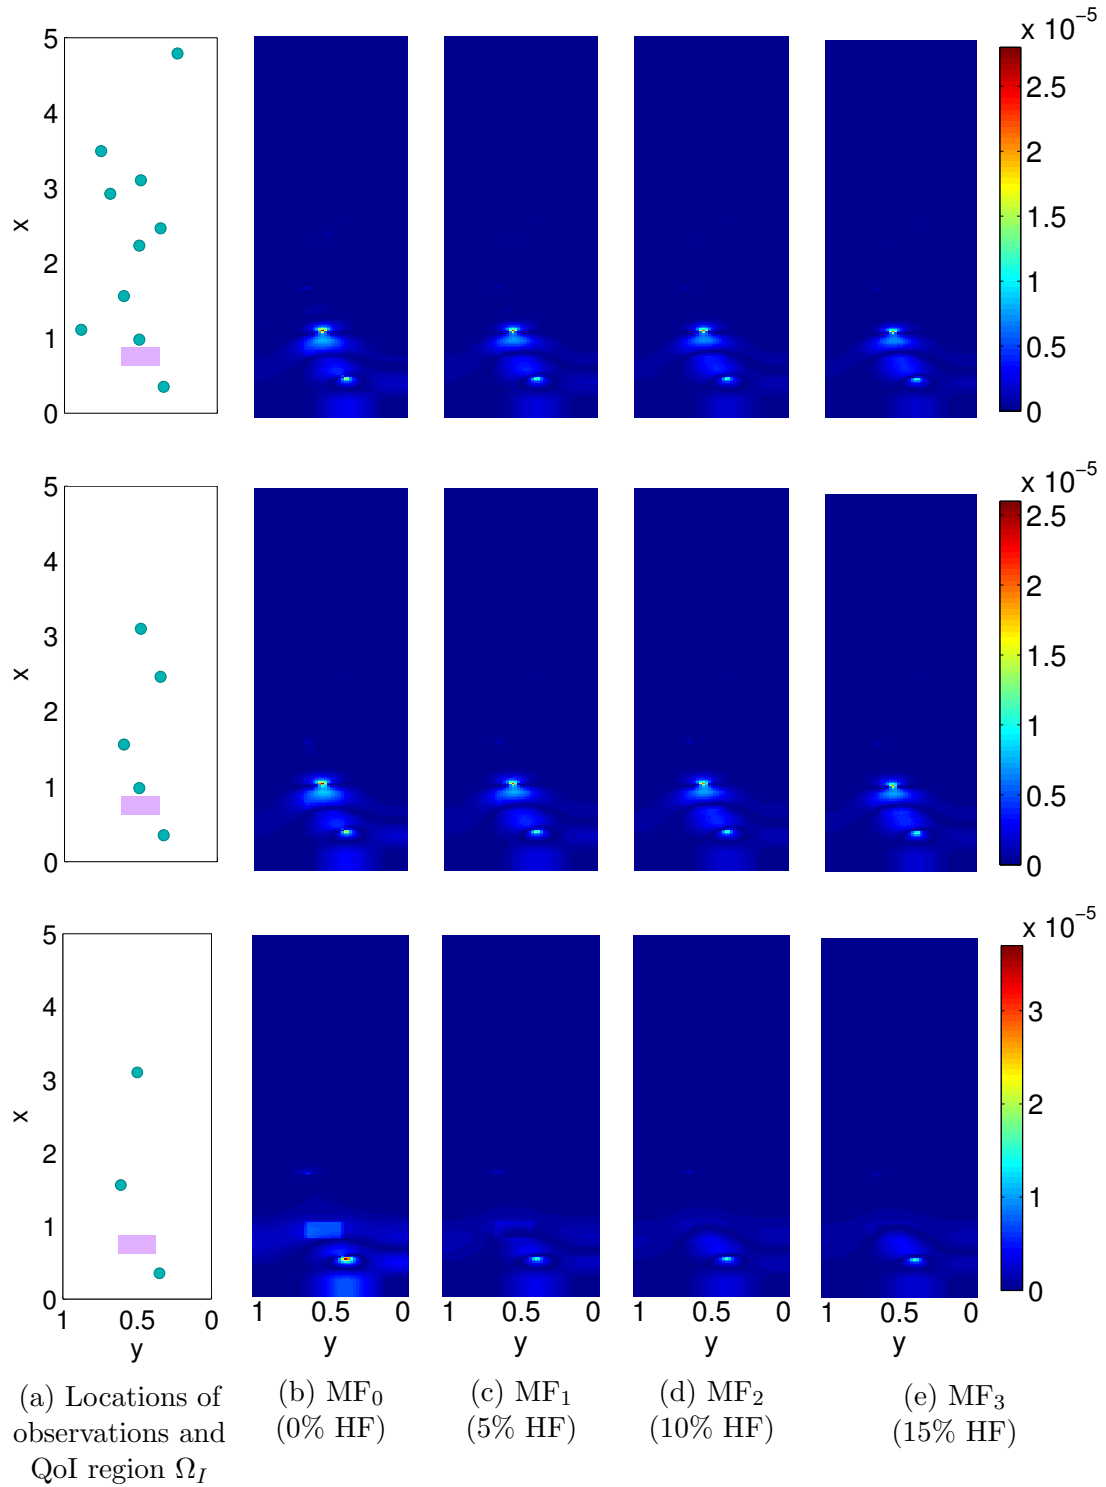 x 10⁻⁵
5
4
3
2
1
0
x
2.5
2
1.5
1
0.5
0
x 10⁻⁵
5
4
3
2
1
0
x
2.5
2
1.5
1
0.5
0
x 10⁻⁵
5
4
3
2
1
0
x
3
2
1
0
1 0.5 0
y
1 0.5 0
y
1 0.5 0
y
1 0.5 0
y
1 0.5 0
y
(a) Locations of
observations and
QoI region Ω_I
(b) MF₀
(0% HF)
(c) MF₁
(5% HF)
(d) MF₂
(10% HF)
(e) MF₃
(15% HF)